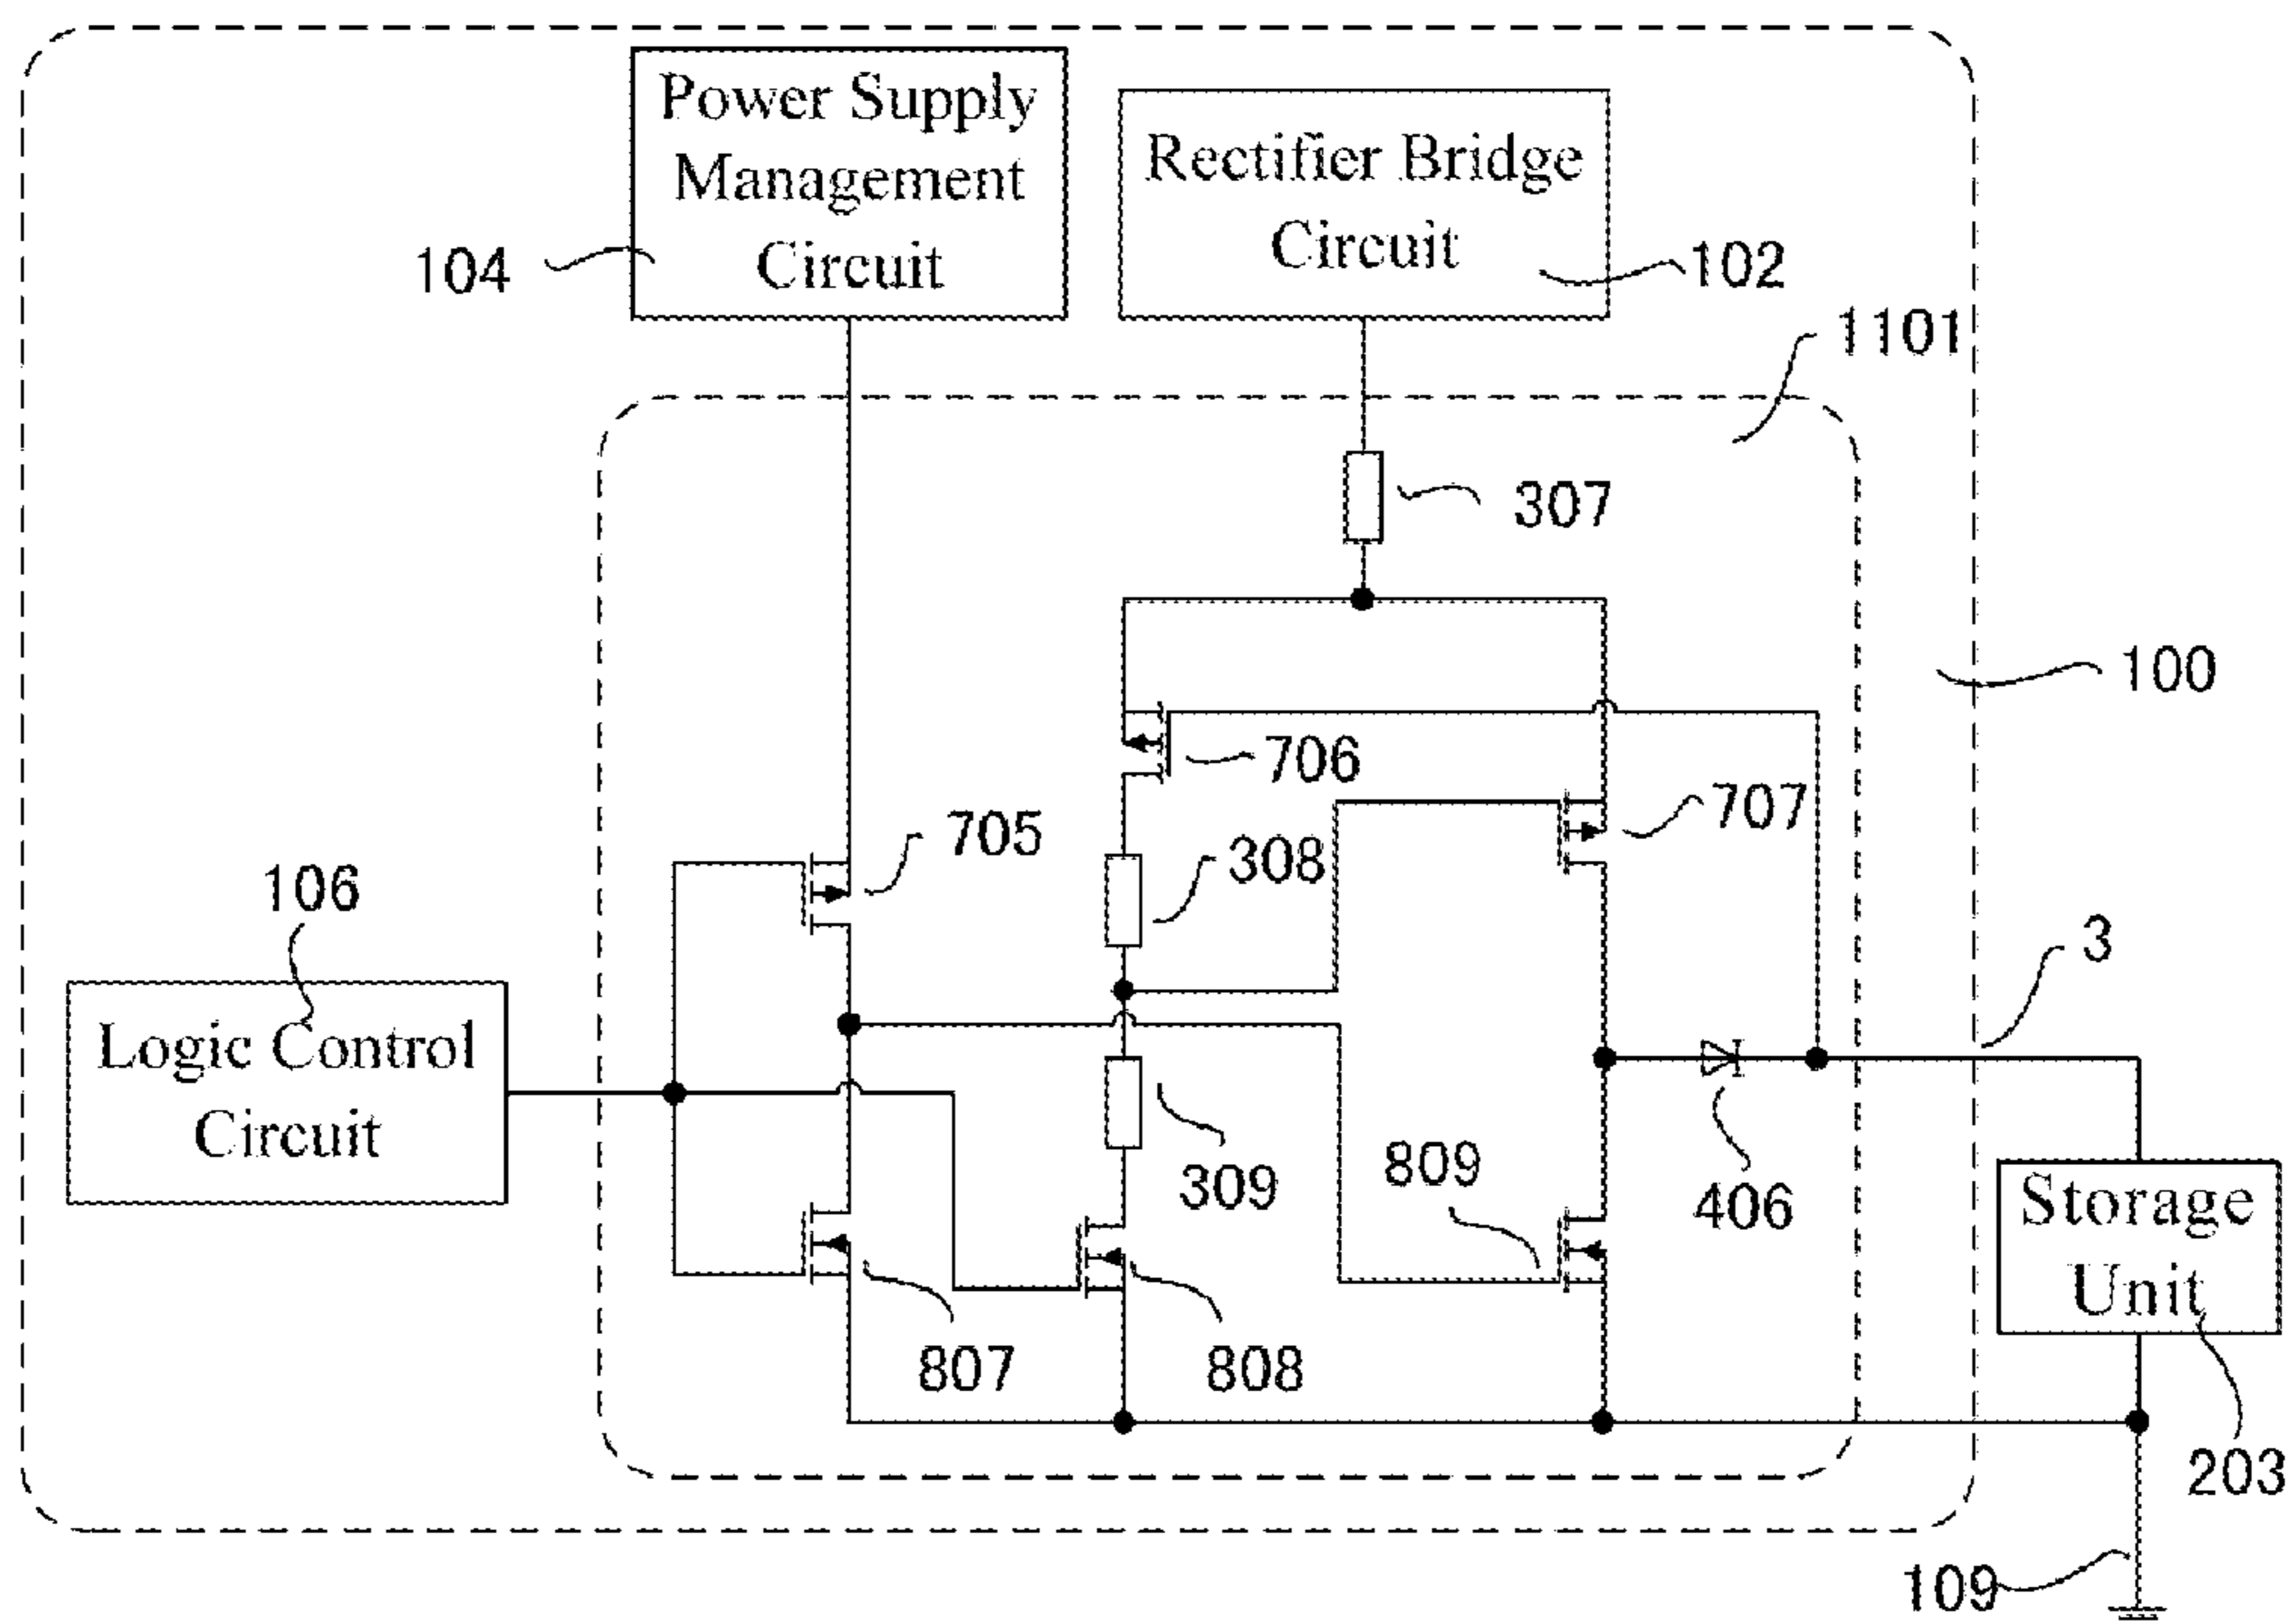 Power Supply
Management
Circuit
104
Rectifier Bridge
Circuit
102
1101
307
100
706
707
705
308
106
3
Logic Control
Circuit
309
809
406
Storage
Unit
807
808
203
109